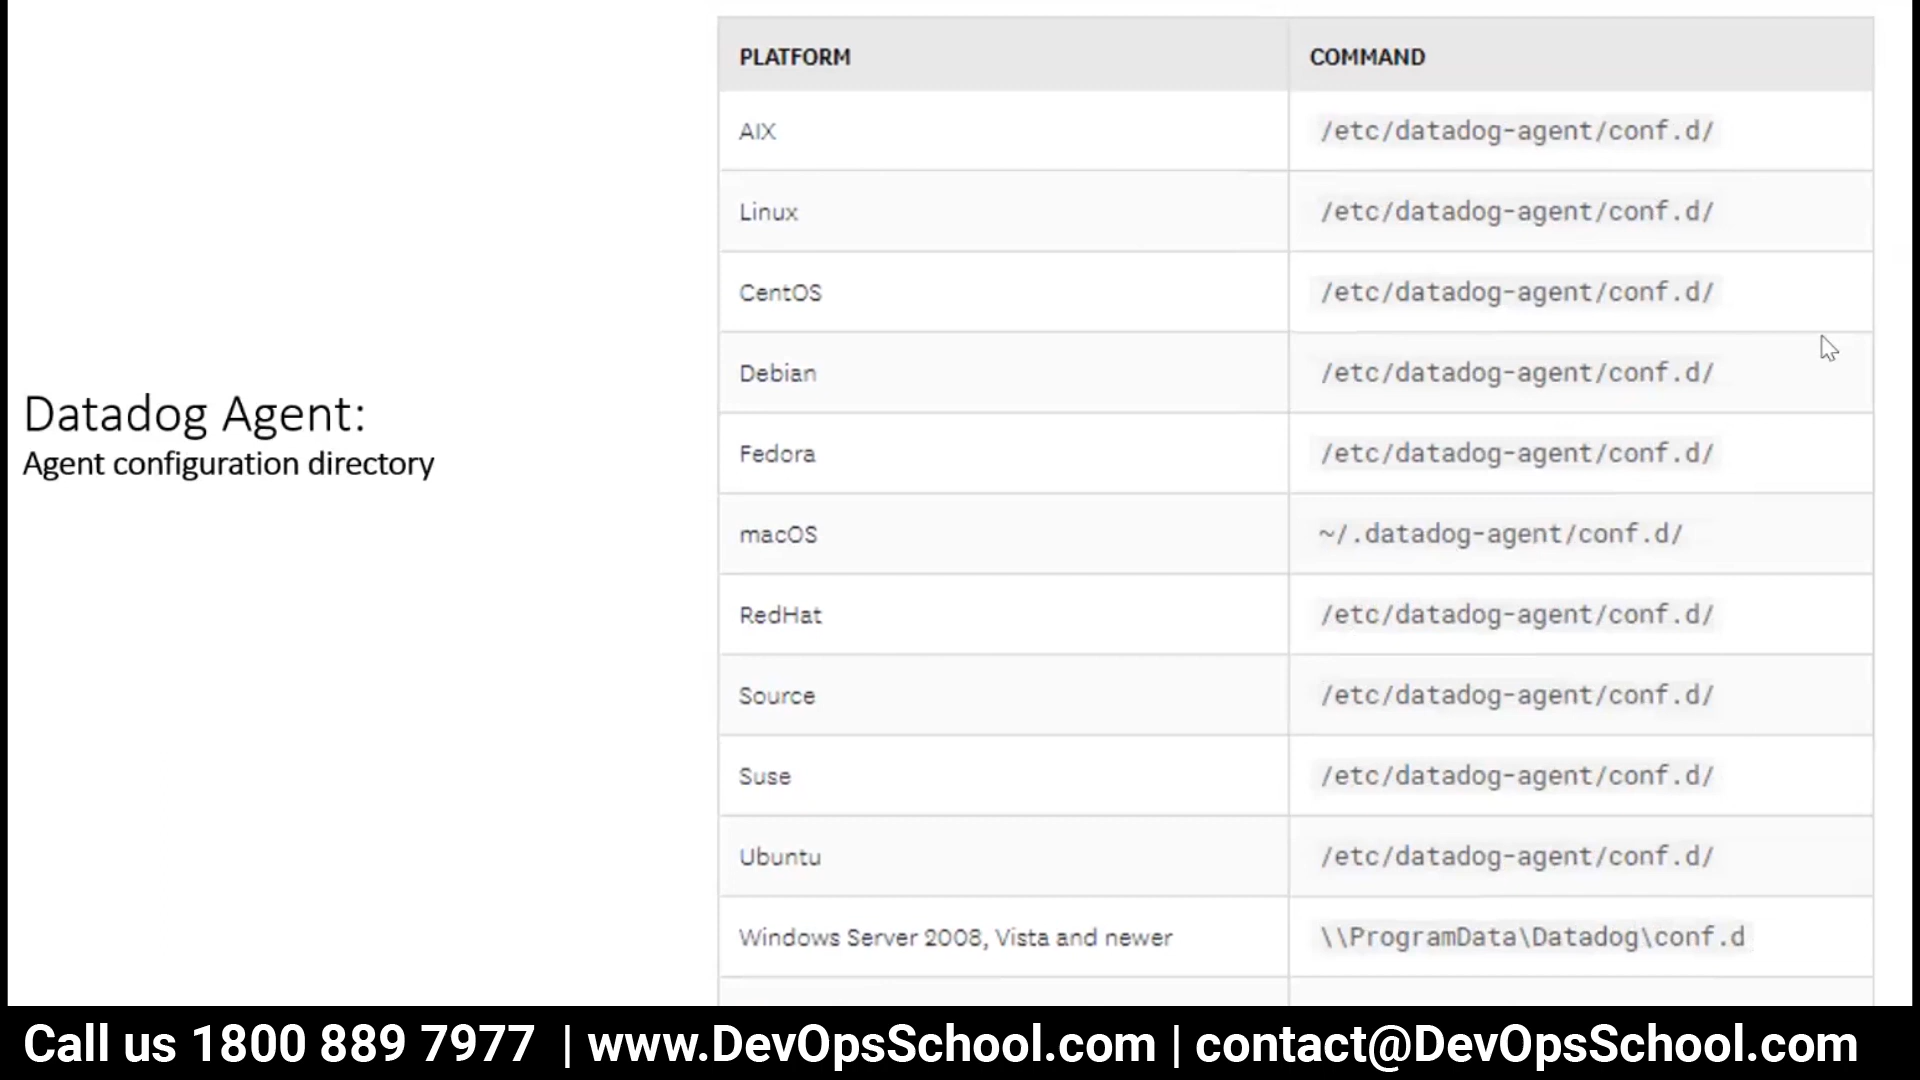 Datadog Agent:
Agent configuration directory
PLATFORM COMMAND
AIX /etc/datadog-agent/conf.d/
Linux /etc/datadog-agent/conf.d/
CentOS /etc/datadog-agent/conf.d/
Debian /etc/datadog-agent/conf.d/
Fedora /etc/datadog-agent/conf.d/
macOS ~/.datadog-agent/conf.d/
RedHat /etc/datadog-agent/conf.d/
Source /etc/datadog-agent/conf.d/
Suse /etc/datadog-agent/conf.d/
Ubuntu /etc/datadog-agent/conf.d/
Windows Server 2008, Vista and newer \\ProgramData\Datadog\conf.d
Call us 1800 889 7977 | www.DevOpsSchool.com | contact@DevOpsSchool.com